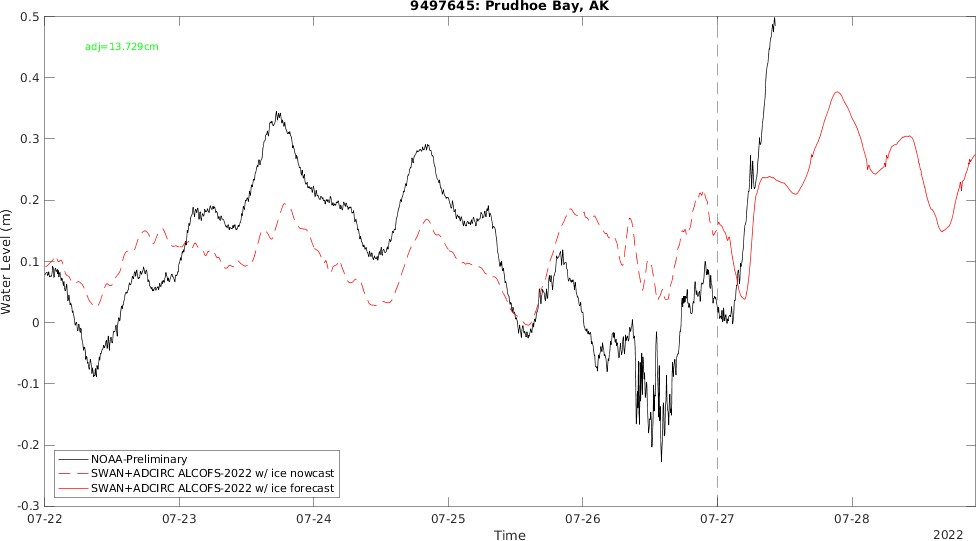 9497645: Prudhoe Bay, AK
adj=13.729cm
Water Level (m)
0.5
0.4
0.3
0.2
0.1
0
-0.1
-0.2
-0.3
NOAA-Preliminary
SWAN+ADCIRC ALCOFS-2022 w/ ice nowcast
SWAN+ADCIRC ALCOFS-2022 w/ ice forecast
07-22 07-23 07-24 07-25 07-26 07-27 07-28
Time
2022